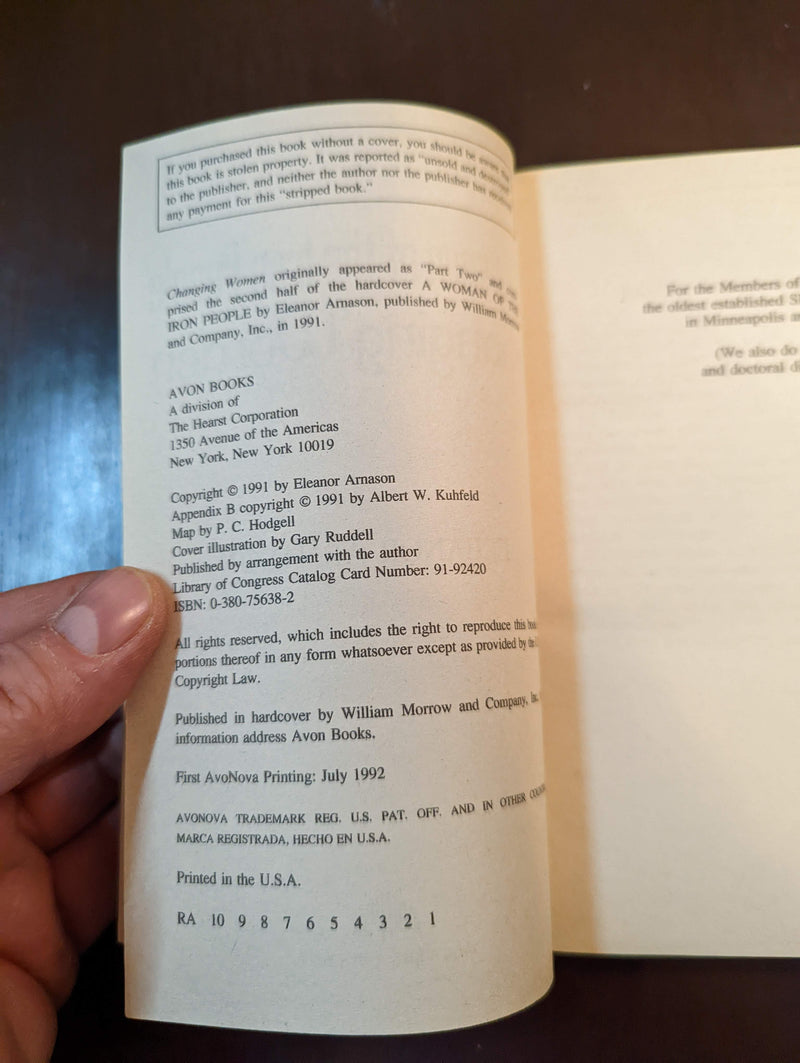 If you purchased this book without a cover, you should be aware that
this book is stolen property. It was reported as "unsold and destroyed"
to the publisher, and neither the author nor the publisher has received
any payment for this "stripped book."
Changing Women originally appeared as "Part Two" and
prised the second half of the hardcover A WOMAN OF THE
IRON PEOPLE by Eleanor Arnason, published by William Morrow
and Company, Inc., in 1991.
AVON BOOKS
A division of
The Hearst Corporation
1350 Avenue of the Americas
New York, New York 10019
Copyright © 1991 by Eleanor Arnason
Appendix B copyright © 1991 by Albert W. Kuhfeld
Map by P. C. Hodgell
Cover illustration by Gary Ruddell
Published by arrangement with the author
Library of Congress Catalog Card Number: 91-92420
ISBN: 0-380-75638-2
All rights reserved, which includes the right to reproduce this
portions thereof in any form whatsoever except as provided by the
Copyright Law.
Published in hardcover by William Morrow and Company, Inc.
information address Avon Books.
First AvoNova Printing: July 1992
AVONOVA TRADEMARK REG. U.S. PAT. OFF. AND IN OTHER
MARCA REGISTRADA, HECHO EN U.S.A.
Printed in the U.S.A.
RA 10 9 8 7 6 5 4 3 2 1
For the Members of
the oldest established
in Minneapolis
(We also do
and doctoral